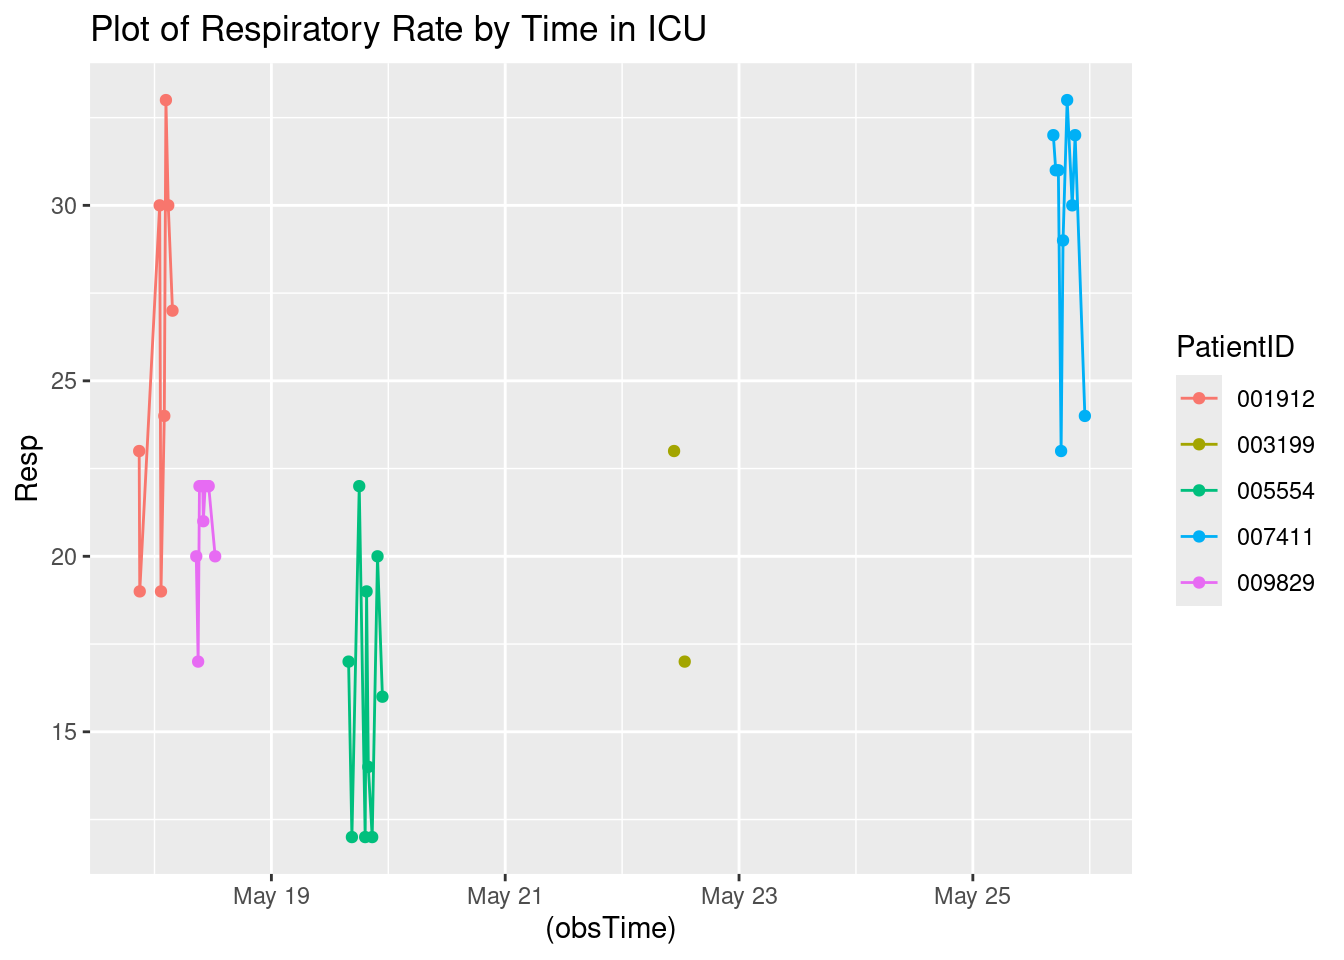 Plot of Respiratory Rate by Time in ICU
Resp
30
25
20
15
May 19
May 21
May 23
May 25
(obsTime)
PatientID
001912
003199
005554
007411
009829